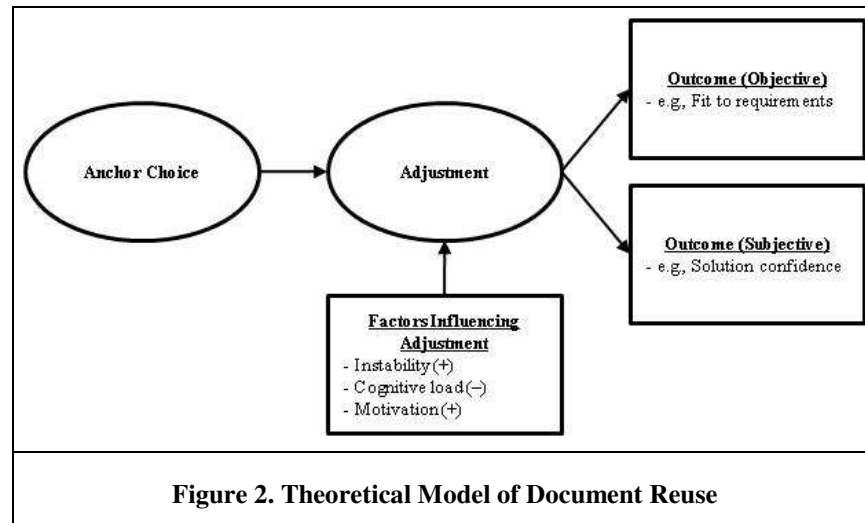 Anchor Choice
Adjustment
Outcome (Objective)
- e.g., Fit to requirements
Outcome (Subjective)
- e.g., Solution confidence
Factors Influencing
Adjustment
- Instability (+)
- Cognitive load (–)
- Motivation (+)
Figure 2. Theoretical Model of Document Reuse